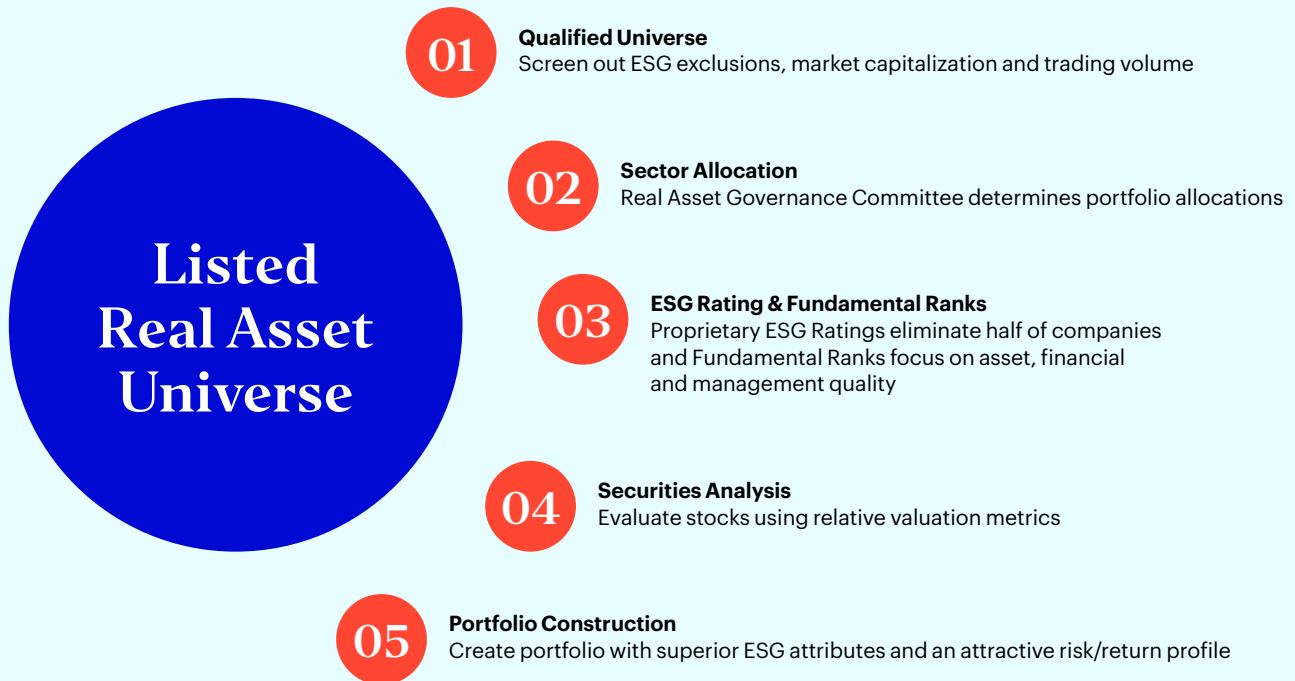 01
Qualified Universe
Screen out ESG exclusions, market capitalization and trading volume
02
Sector Allocation
Real Asset Governance Committee determines portfolio allocations
Listed
Real Asset
Universe
03
ESG Rating & Fundamental Ranks
Proprietary ESG Ratings eliminate half of companies
and Fundamental Ranks focus on asset, financial
and management quality
04
Securities Analysis
Evaluate stocks using relative valuation metrics
05
Portfolio Construction
Create portfolio with superior ESG attributes and an attractive risk/return profile